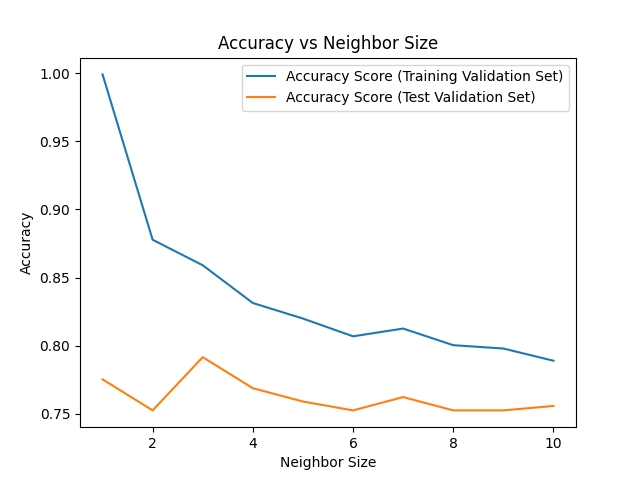 Accuracy vs Neighbor Size
Accuracy Score (Training Validation Set)
Accuracy Score (Test Validation Set)
1.00
0.95
0.90
0.85
0.80
0.75
Accuracy
2 4 6 8 10
Neighbor Size